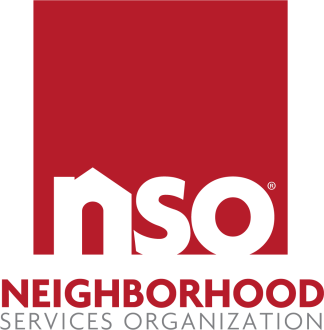 nso®
NEIGHBORHOOD
SERVICES ORGANIZATION